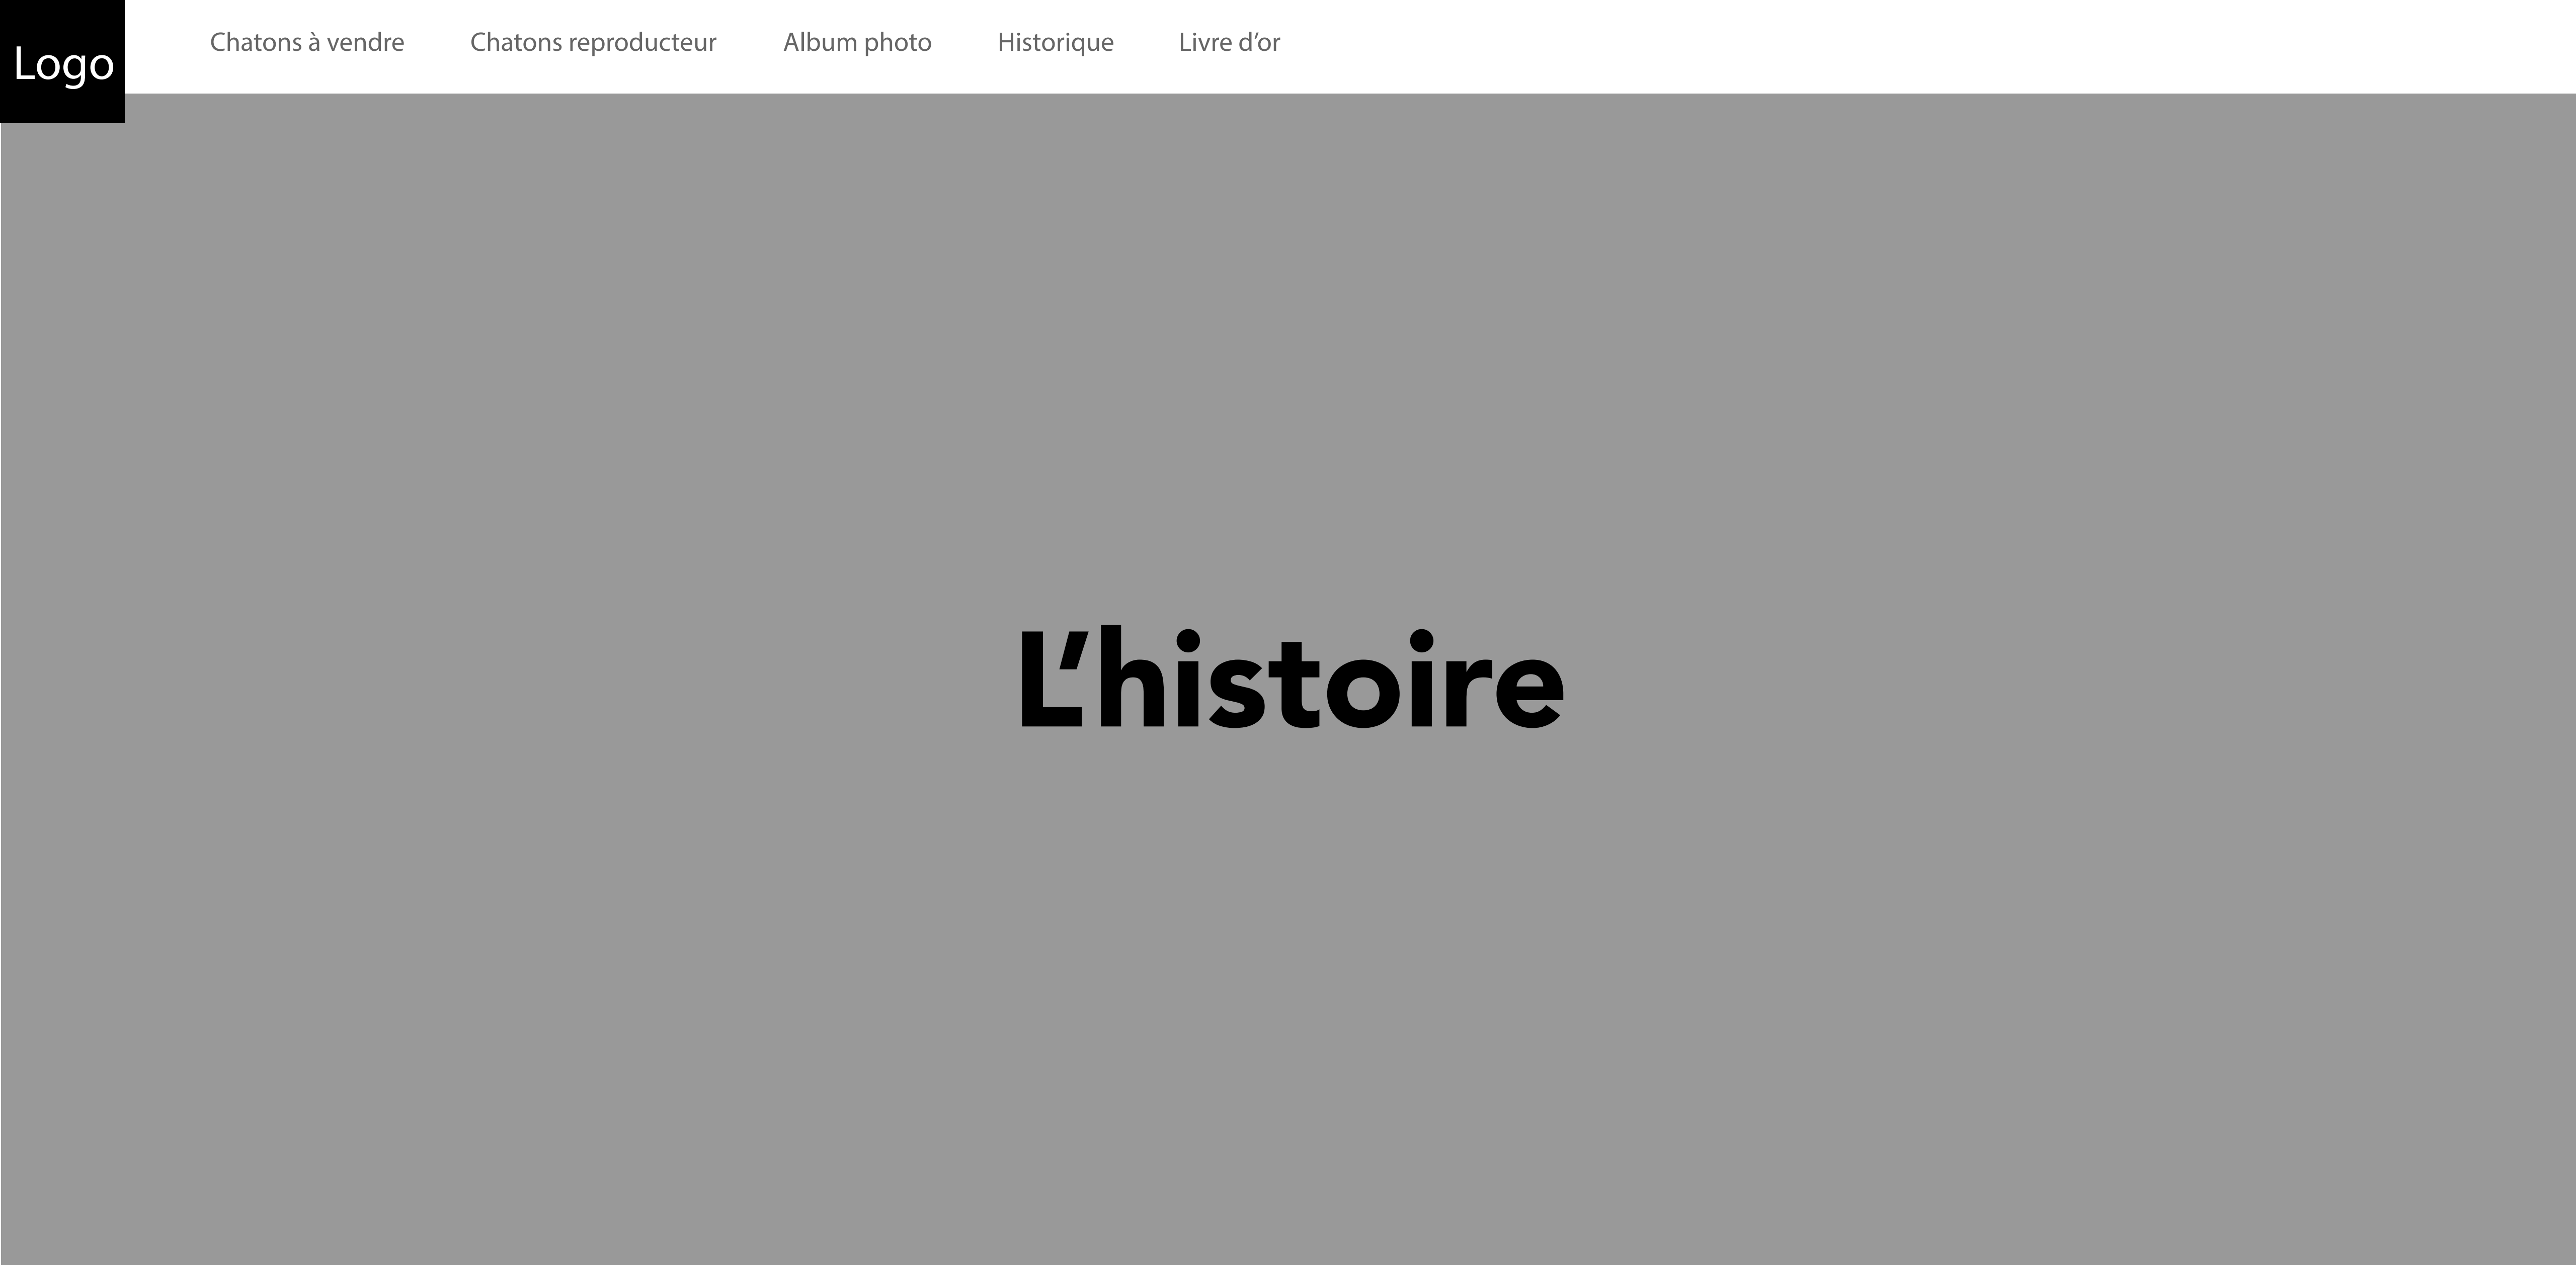 Logo
Chatons à vendre Chatons reproducteur Album photo Historique Livre d’or
L’histoire